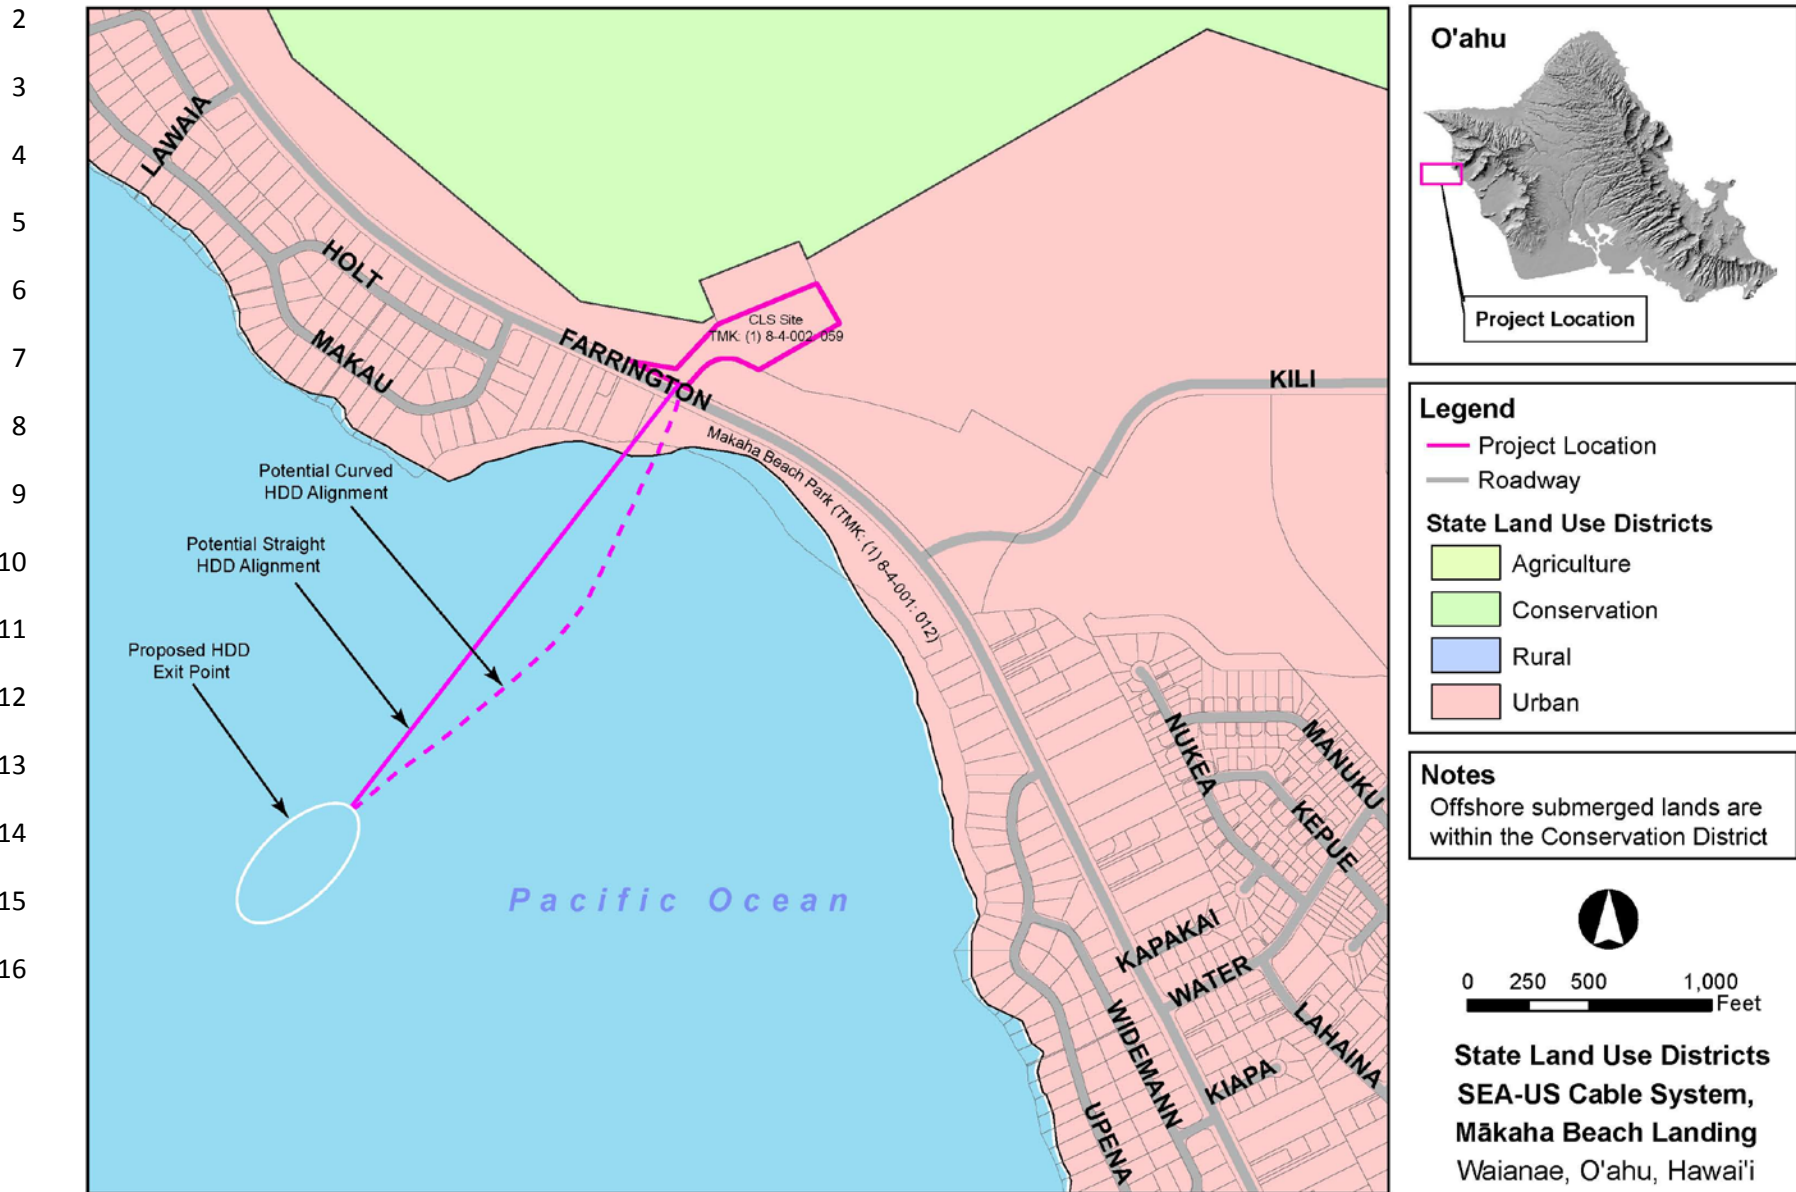 2
3
4
5
6
7
8
9
10
11
12
13
14
15
16
LAWAIA
HOLT
MAKAU
FARRINGTON
CLS Site
TMK: (1) 8-4-002: 059
KILI
Makaha Beach Park (TMK: (1) 8-4-001: 012)
Potential Curved
HDD Alignment
Potential Straight
HDD Alignment
Proposed HDD
Exit Point
Pacific Ocean
NUKEA
MANUKU
KEPUE
KAPAKAI
WATER
LAHAINA
WIDEMANN
KIAPA
UPENA
O'ahu
Project Location
Legend
Project Location
Roadway
State Land Use Districts
Agriculture
Conservation
Rural
Urban
Notes
Offshore submerged lands are
within the Conservation District
0 250 500 1,000
Feet
State Land Use Districts
SEA-US Cable System,
Mākaha Beach Landing
Waianae, O'ahu, Hawai'i